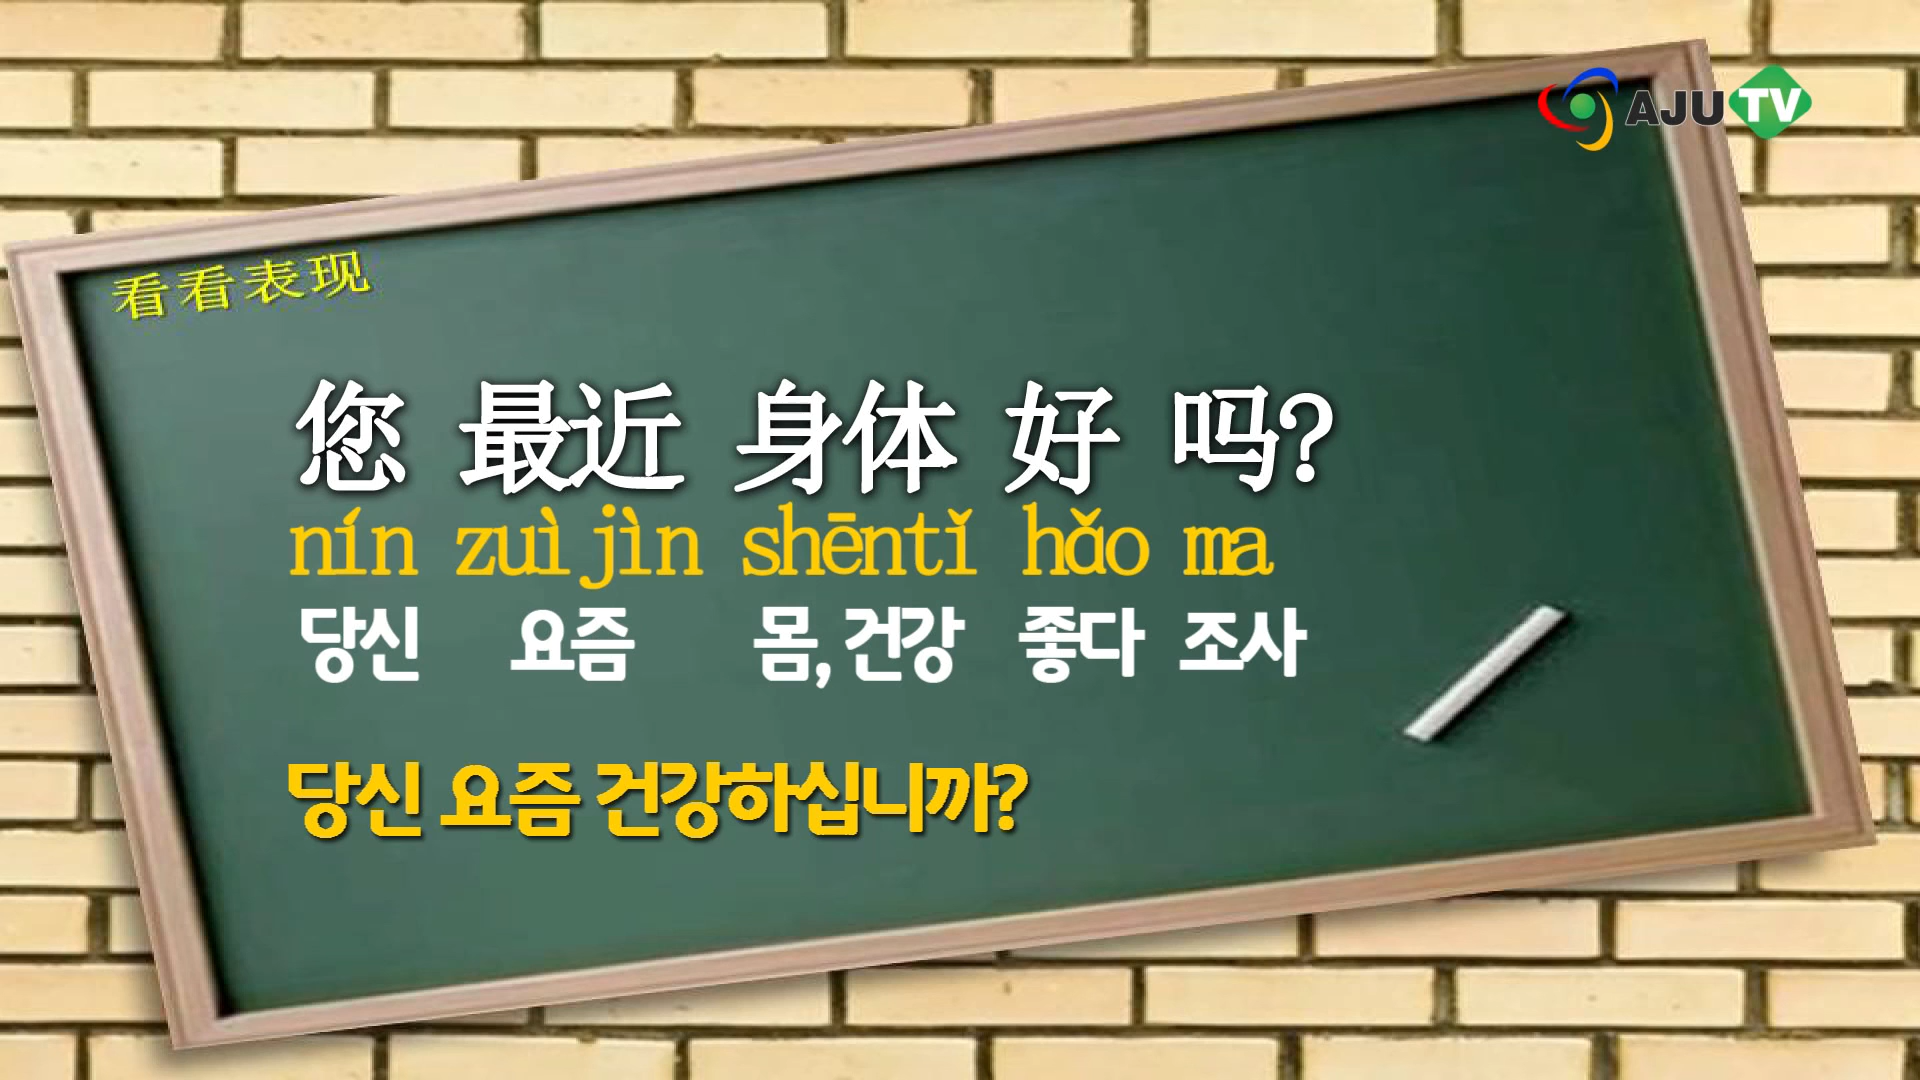 AJU TV
看看表现
您 最近 身体 好 吗?
nín zuìjìn shēntǐ hǎo ma
당신 요즘 몸, 건강 좋다 조사
당신 요즘 건강하십니까?